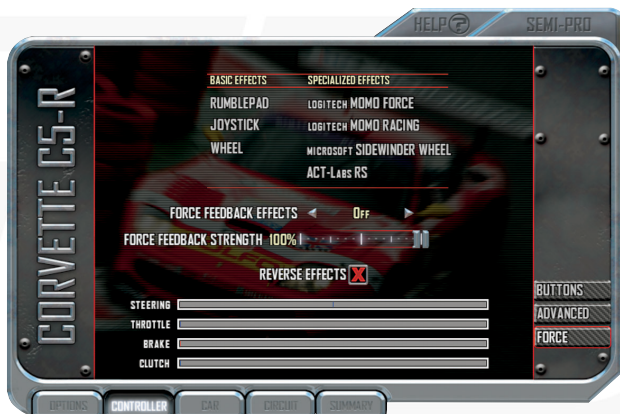 HELP ? SEMI-PRO
CORVETTE C5-R
BASIC EFFECTS SPECIALIZED EFFECTS
RUMBLEPAD LOGITECH MOMO FORCE
JOYSTICK LOGITECH MOMO RACING
WHEEL MICROSOFT SIDEWINDER WHEEL
ACT-LABS RS
FORCE FEEDBACK EFFECTS OFF
FORCE FEEDBACK STRENGTH 100%
REVERSE EFFECTS X
STEERING
THROTTLE
BRAKE
CLUTCH
BUTTONS
ADVANCED
FORCE
OPTIONS CONTROLLER CAR CIRCUIT SUMMARY